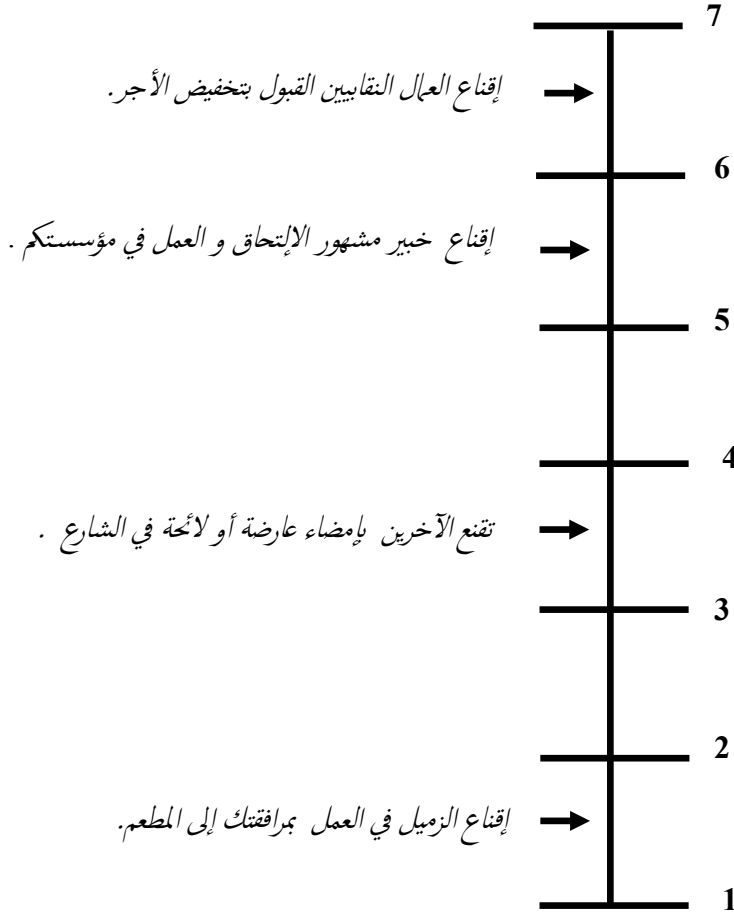 7
إقناع العمال النقابيين القبول بتخفيض الأجر.
6
إقناع خبير مشهور الالتحاق و العمل في مؤسستكم .
5
4
تقنع الآخرين بإمضاء عارضة أو لائحة في الشارع .
3
2
إقناع الزميل في العمل بمرافقتك إلى المطعم.
1